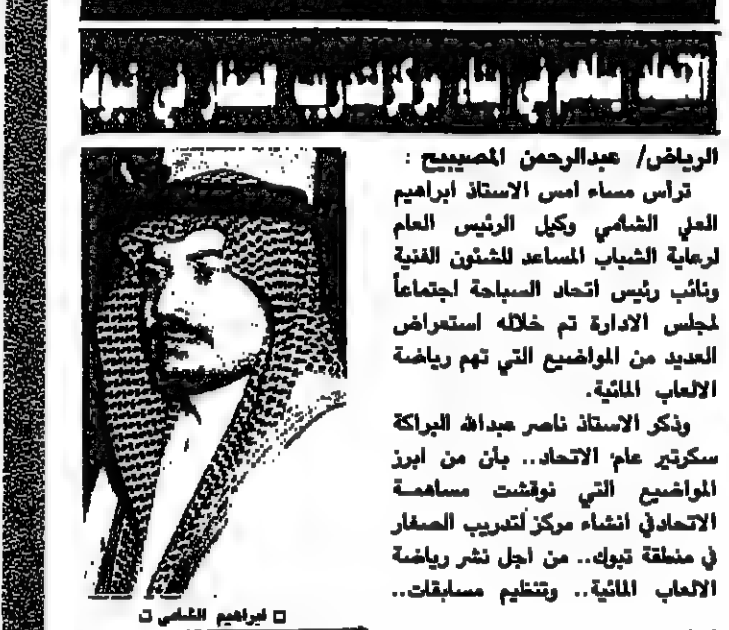 الاتحاد يساهم في بناء مركز لتدريب الصغار في تبوك
الرياض/ عبدالرحمن المصيبيح :
ترأس مساء امس الاستاذ ابراهيم
العلي الشامي وكيل الرئيس العام
لرعاية الشباب المساعد للشئون الفنية
ونائب رئيس اتحاد السباحة اجتماعاً
لمجلس الادارة تم خلاله استعراض
العديد من المواضيع التي تهم رياضة
الالعاب المائية.
وذكر الاستاذ ناصر عبدالله البراكة
سكرتير عام الاتحاد.. بأن من ابرز
المواضيع التي نوقشت مساهمة
الاتحاد في انشاء مركز لتدريب الصغار
في منطقة تبوك.. من اجل نشر رياضة
الالعاب المائية.. وتنظيم مسابقات..
□ ابراهيم الشامي □